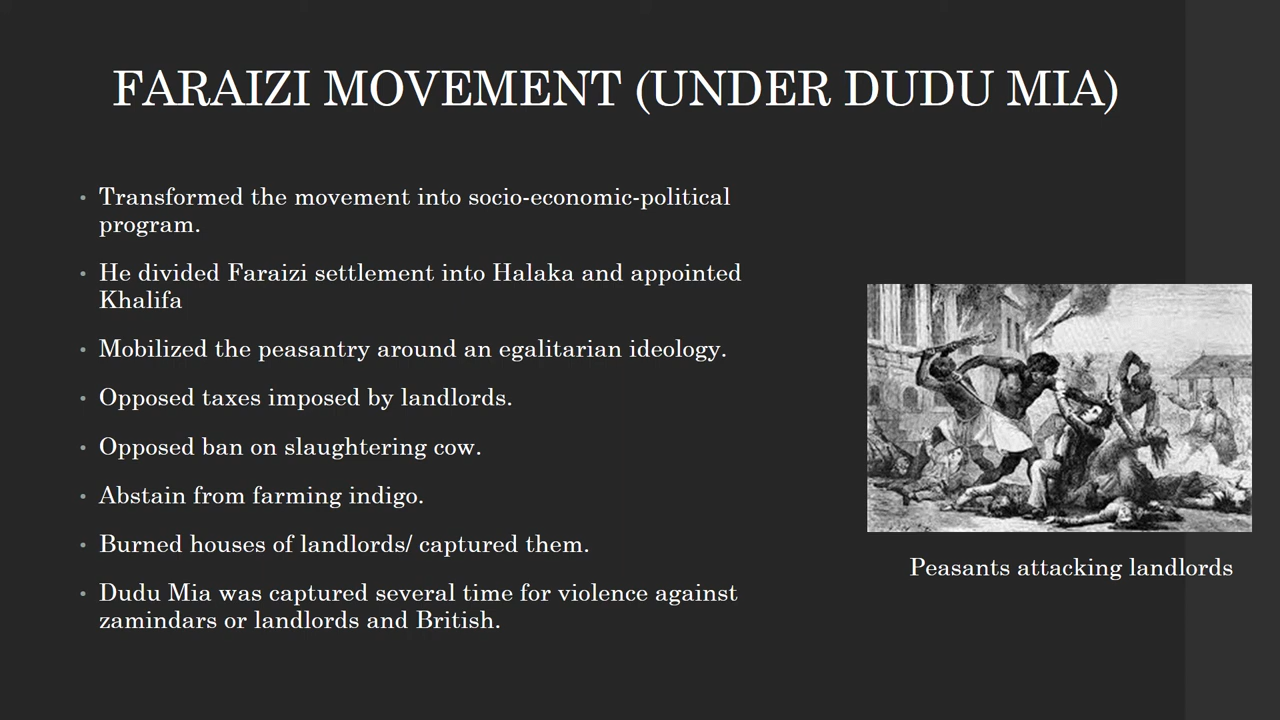 FARAIZI MOVEMENT (UNDER DUDU MIA)
• Transformed the movement into socio-economic-political
program.
• He divided Faraizi settlement into Halaka and appointed
Khalifa
• Mobilized the peasantry around an egalitarian ideology.
• Opposed taxes imposed by landlords.
• Opposed ban on slaughtering cow.
• Abstain from farming indigo.
• Burned houses of landlords/ captured them.
• Dudu Mia was captured several time for violence against
zamindars or landlords and British.
Peasants attacking landlords